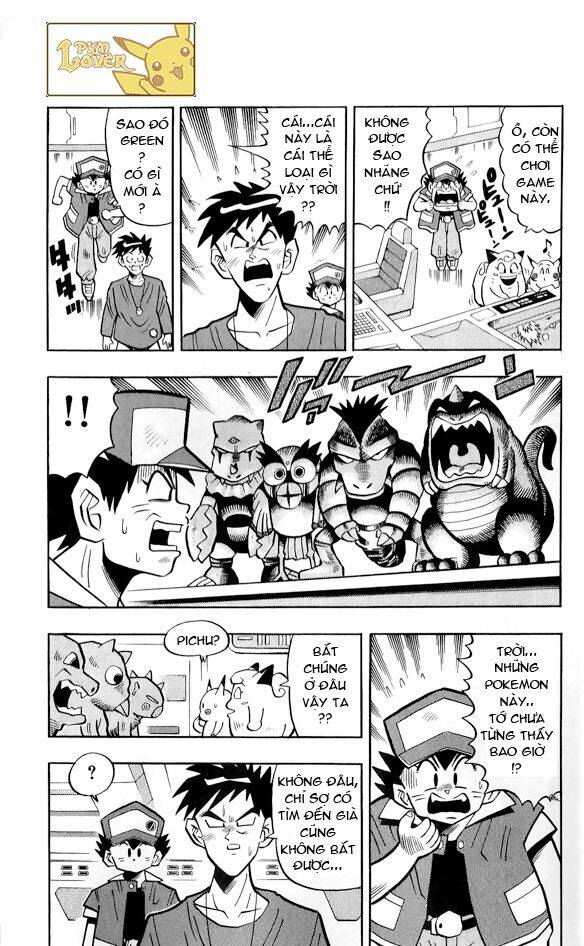 PKM
LOVER
Ồ, CÒN
CÓ THỂ
CHƠI
GAME
NÀY,
KHÔNG
ĐƯỢC
SAO
NHÃNG
CHỨ
!!
CÁI...CÁI
NÀY LÀ
CÁI THỂ
LOẠI GÌ
VẬY TRỜI
??
SAO ĐÓ
GREEN
?
CÓ GÌ
MỚI À
?
!!
TRỜI...
NHỮNG
POKEMON
NÀY..
TỚ CHƯA
TỪNG THẤY
BAO GIỜ
!?
BẮT
CHÚNG
Ở ĐÂU
VẬY TA
??
PICHU?
KHÔNG ĐÂU,
CHỈ SỢ CÓ
TÌM ĐẾN GIÀ
CŨNG
KHÔNG BẮT
ĐƯỢC...
?